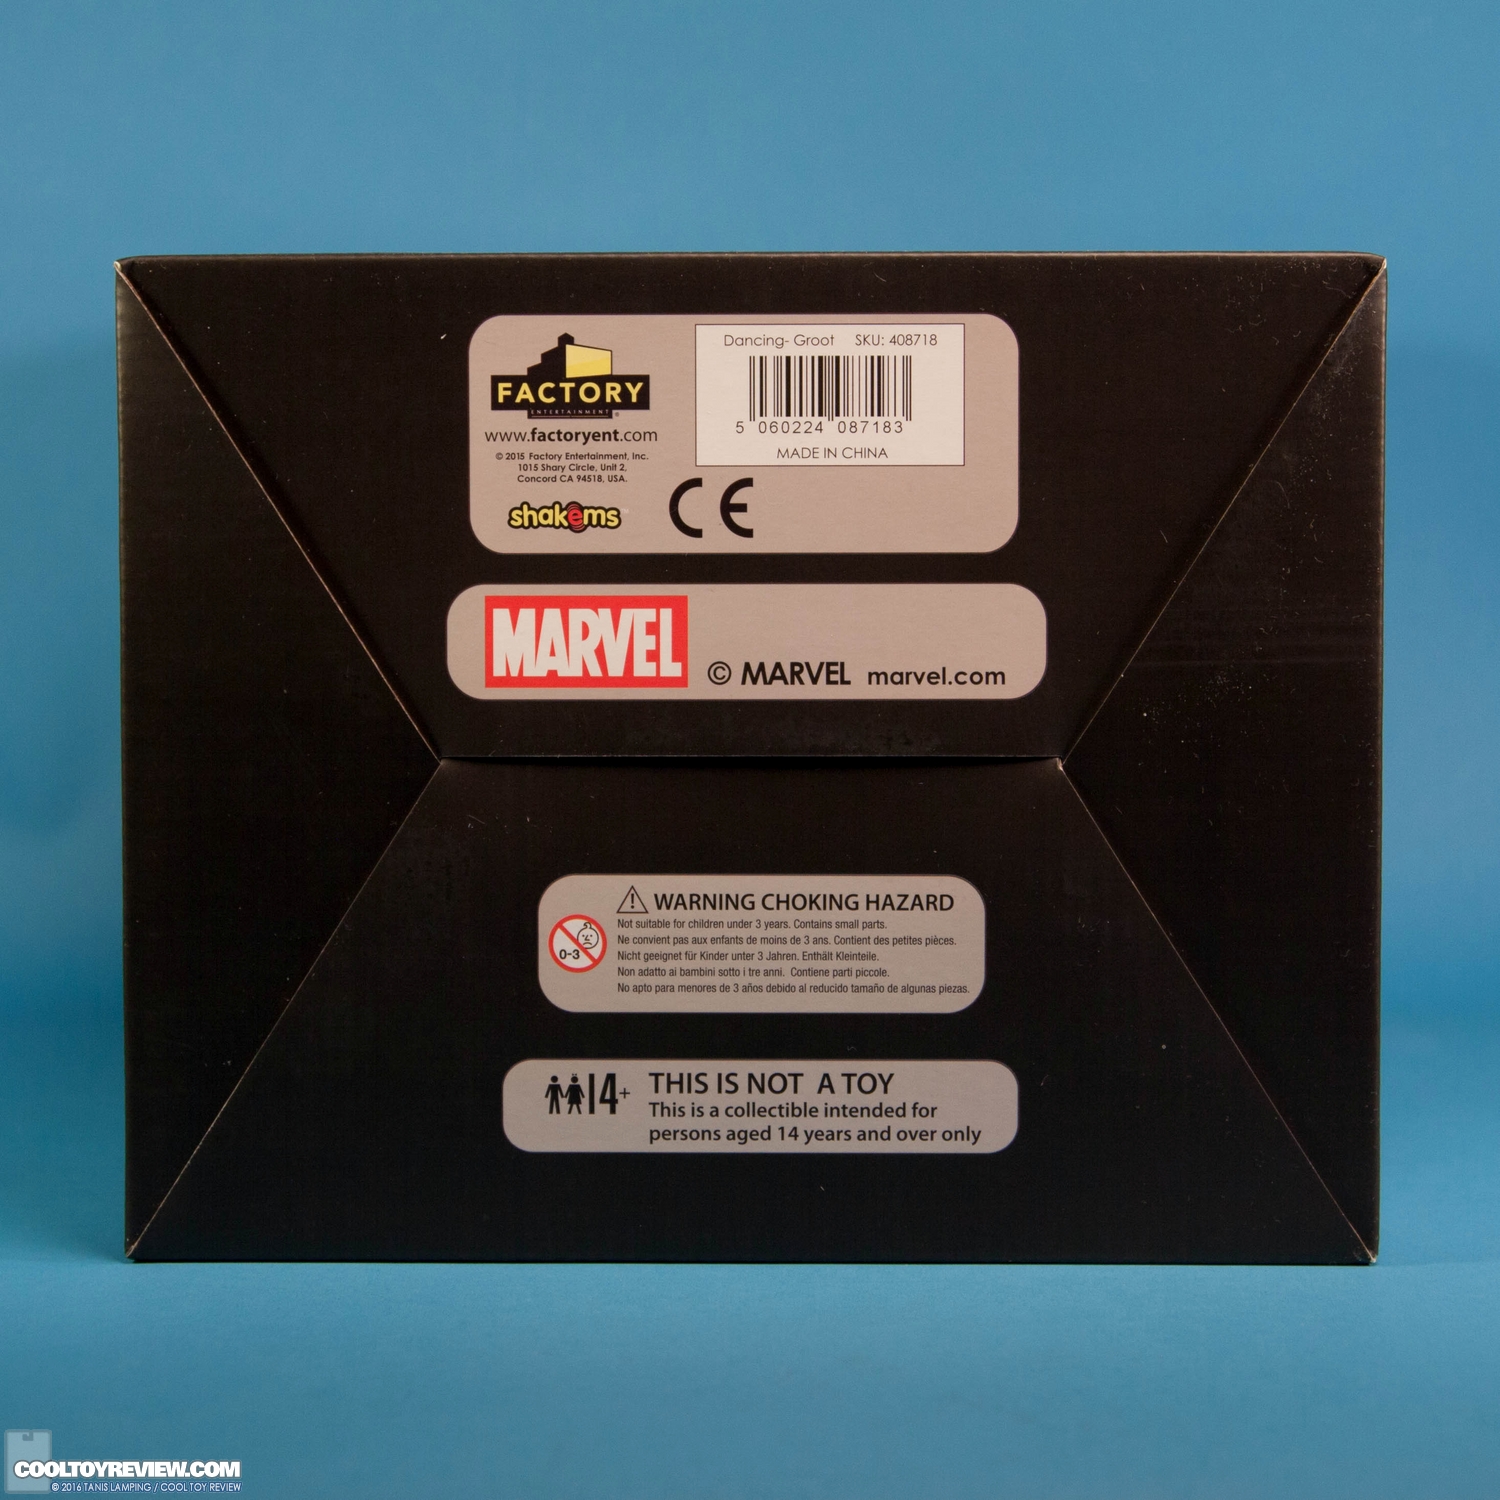 FACTORY
ENTERTAINMENT
www.factoryent.com
© 2015 Factory Entertainment, Inc.
1015 Shary Circle, Unit 2,
Concord CA 94518, USA.
shakems
Dancing- Groot SKU: 408718
5 060224 087183
MADE IN CHINA
CE
MARVEL
© MARVEL marvel.com
WARNING CHOKING HAZARD
0-3
Not suitable for children under 3 years. Contains small parts.
Ne convient pas aux enfants de moins de 3 ans. Contient des petites pièces.
Nicht geeignet für Kinder unter 3 Jahren. Enthält Kleinteile.
Non adatto ai bambini sotto i tre anni. Contiene parti piccole.
No apto para menores de 3 años debido al reducido tamaño de algunas piezas.
14+
THIS IS NOT A TOY
This is a collectible intended for
persons aged 14 years and over only
COOLTOYREVIEW.COM
© 2016 TANIS LAMPING / COOL TOY REVIEW